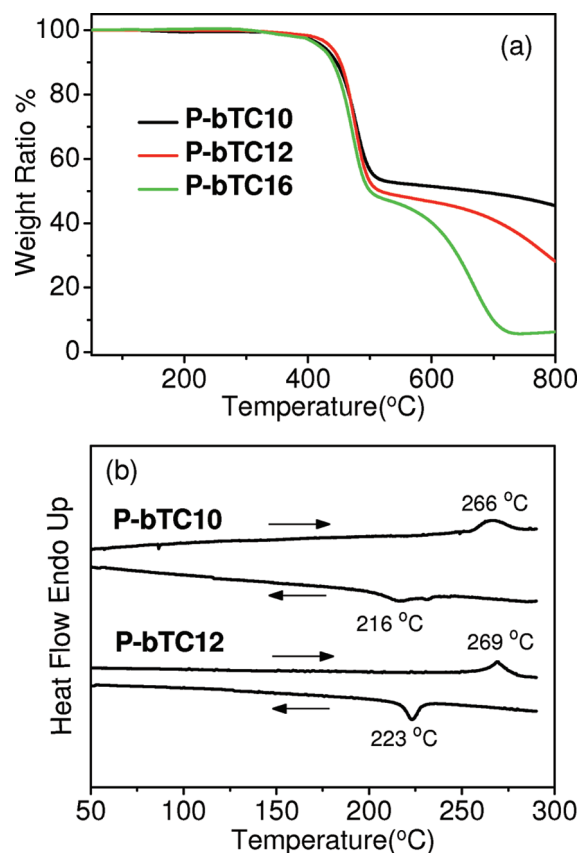 (a)
100
80
60
40
20
0
Weight Ratio %
P-bTC10
P-bTC12
P-bTC16
200 400 600 800
Temperature(°C)
(b)
Heat Flow Endo Up
P-bTC10
266 °C
216 °C
P-bTC12
269 °C
223 °C
50 100 150 200 250 300
Temperature(°C)